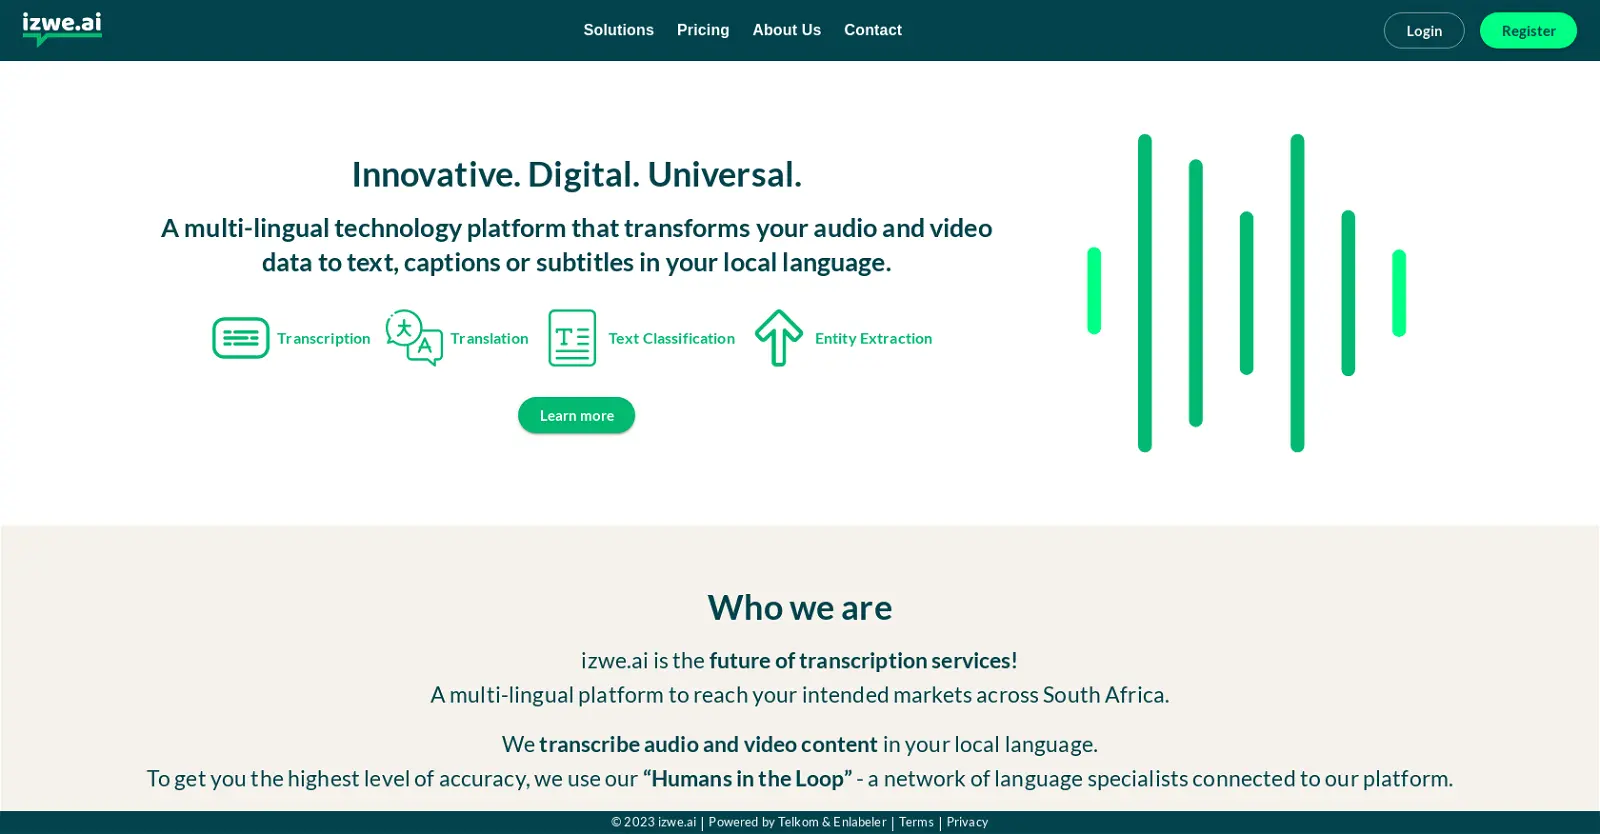 izwe.ai
Solutions Pricing About Us Contact
Login Register
Innovative. Digital. Universal.
A multi-lingual technology platform that transforms your audio and video
data to text, captions or subtitles in your local language.
Transcription Translation Text Classification Entity Extraction
Learn more
Who we are
izwe.ai is the future of transcription services!
A multi-lingual platform to reach your intended markets across South Africa.
We transcribe audio and video content in your local language.
To get you the highest level of accuracy, we use our “Humans in the Loop” - a network of language specialists connected to our platform.
© 2023 izwe.ai | Powered by Telkom & Enlabeler | Terms | Privacy